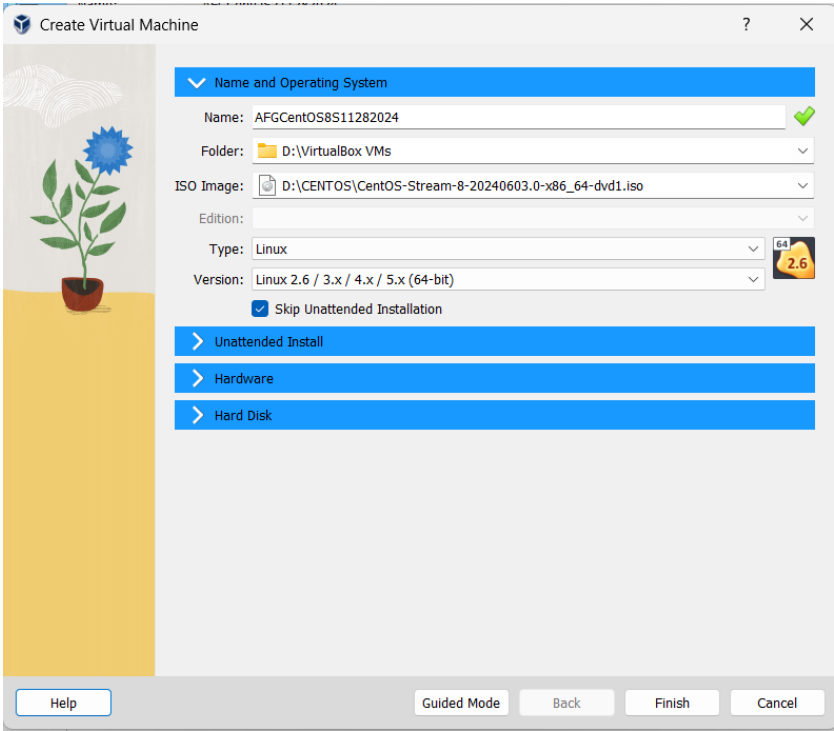 Create Virtual Machine ?
Name and Operating System
Name: AFGCentOS8S11282024
Folder: D:\VirtualBox VMs
ISO Image: D:\CENTOS\CentOS-Stream-8-20240603.0-x86_64-dvd1.iso
Edition:
Type: Linux
64
2.6
Version: Linux 2.6 / 3.x / 4.x / 5.x (64-bit)
Skip Unattended Installation
Unattended Install
Hardware
Hard Disk
Help Guided Mode Back Finish Cancel